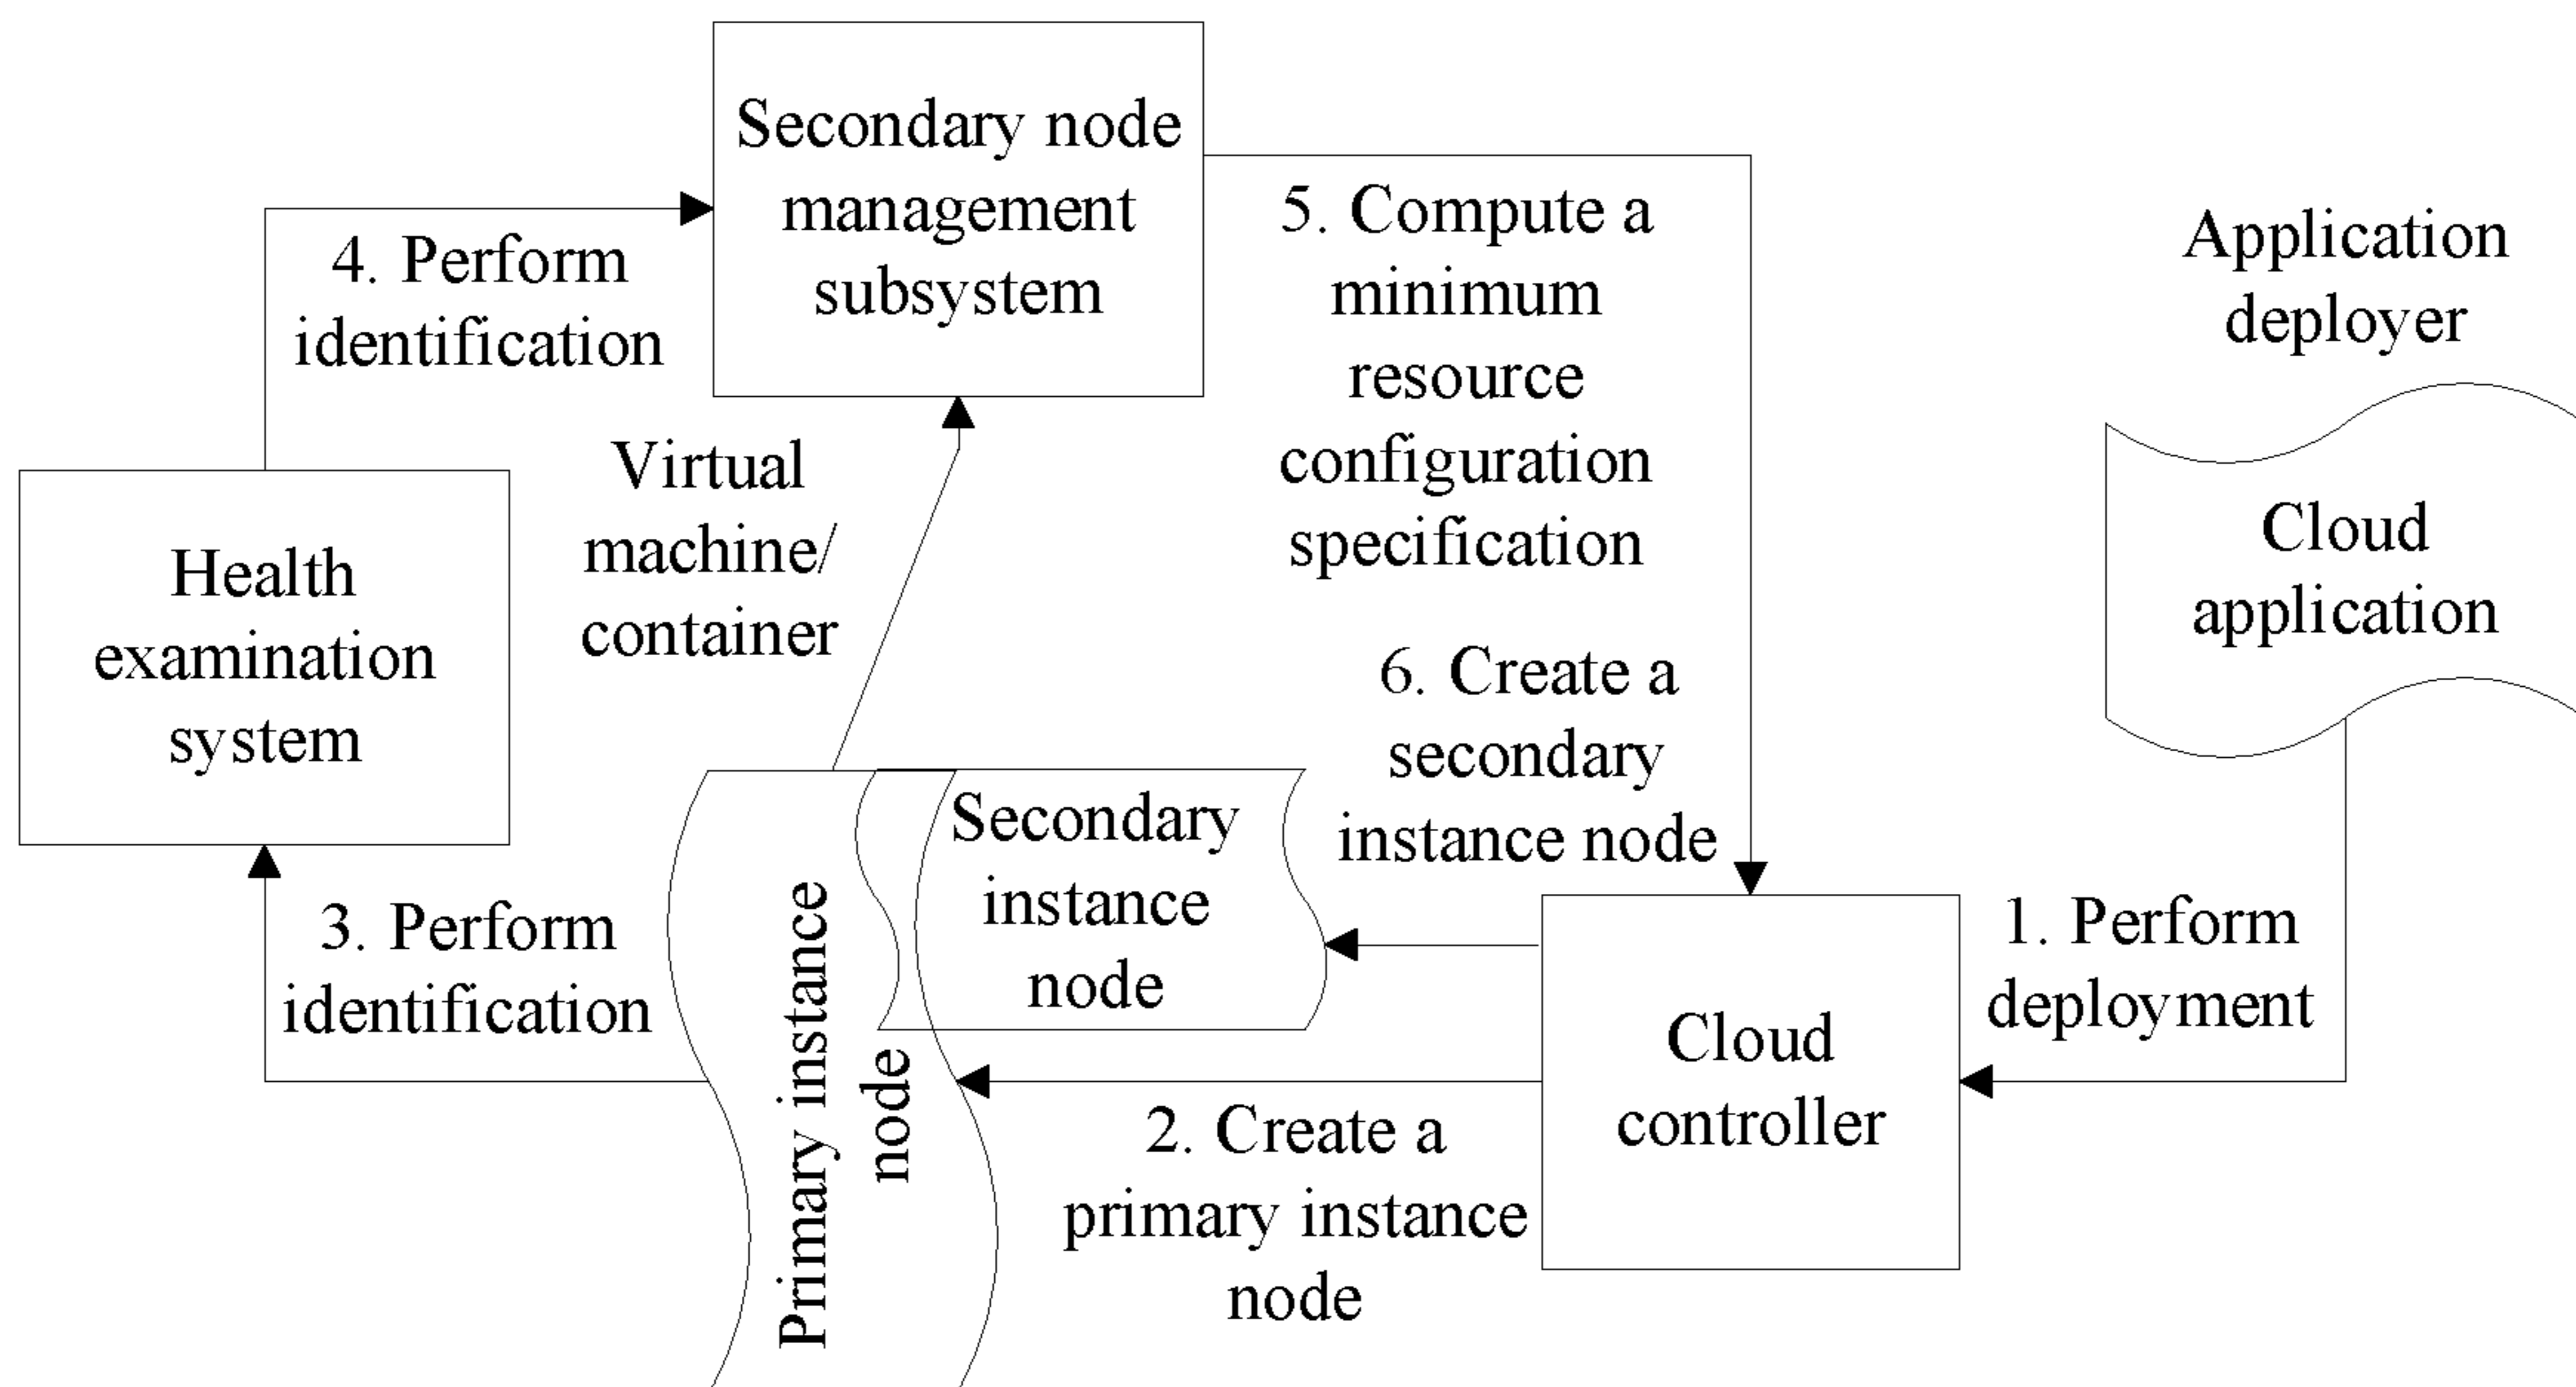 Secondary node
management
subsystem
4. Perform
identification
5. Compute a
minimum
resource
configuration
specification
Application
deployer
Virtual
machine/
container
Health
examination
system
Cloud
application
6. Create a
secondary
instance node
Secondary
instance
node
3. Perform
identification
Primary instance
node
1. Perform
deployment
Cloud
controller
2. Create a
primary instance
node